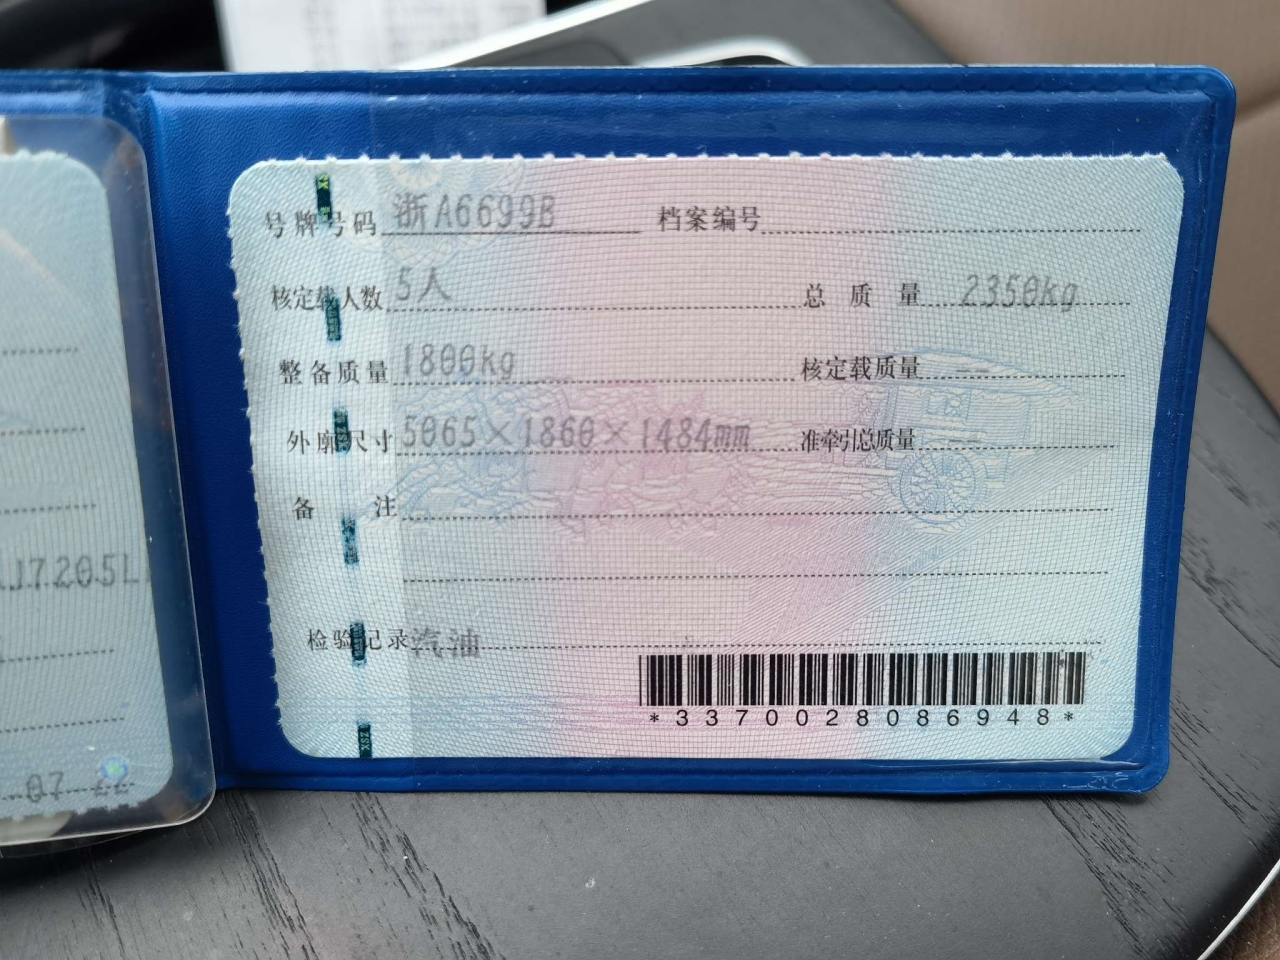 号牌号码 浙A6699B 档案编号
核定载人数 5人 总质量 2350kg
整备质量 1800kg 核定载质量 --
外廓尺寸 5065×1860×1484mm 准牵引总质量 --
备注
检验记录 汽油
*3370028086948*
J7205L
07